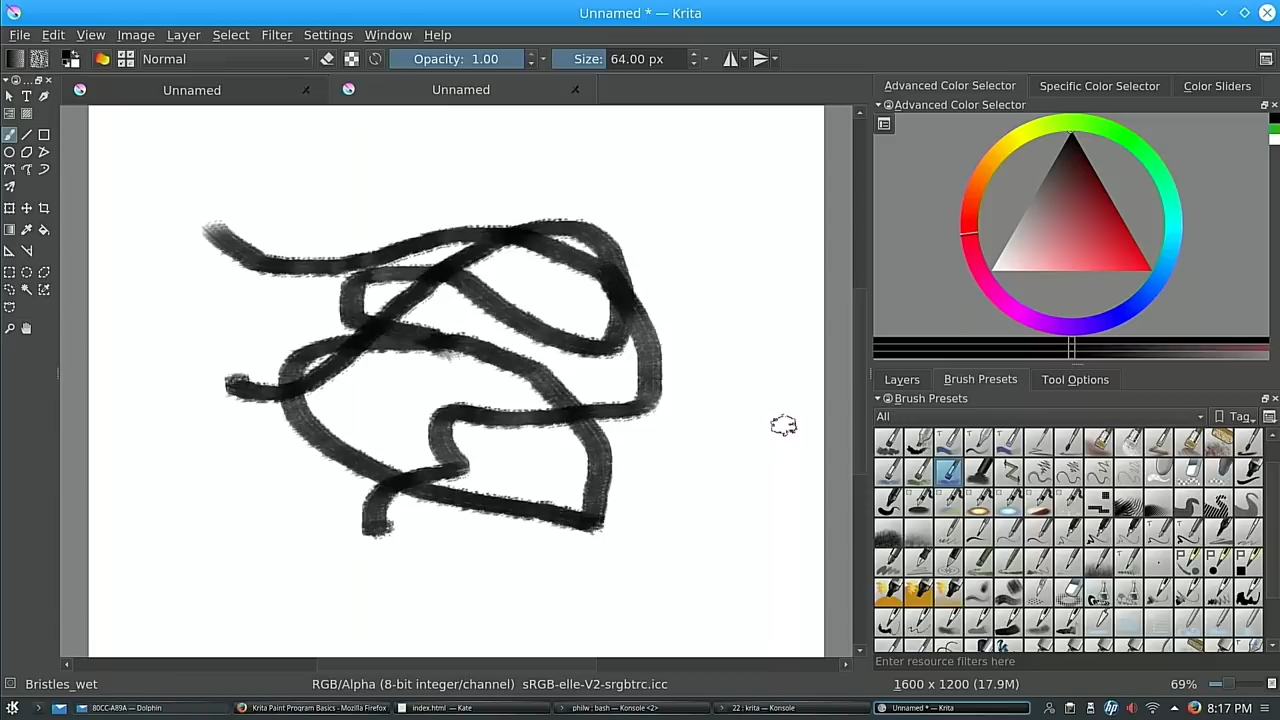 Unnamed * — Krita
File Edit View Image Layer Select Filter Settings Window Help
Normal Opacity: 1.00 Size: 64.00 px
Unnamed Unnamed
Advanced Color Selector Specific Color Sliders Color Sliders
Advanced Color Selector
Layers Brush Presets Tool Options
Brush Presets
All Tag
Enter resource filters here
Bristles_wet RGB/Alpha (8-bit integer/channel) sRGB-elle-V2-srgbtrc.icc 1600 x 1200 (17.9M) 69%
80CC-A89A — Dolphin Krita Paint Program Basics - Mozilla Firefox index.html — Kate philw : bash — Konsole <2> 22 : krita — Konsole Unnamed * — Krita 8:17 PM